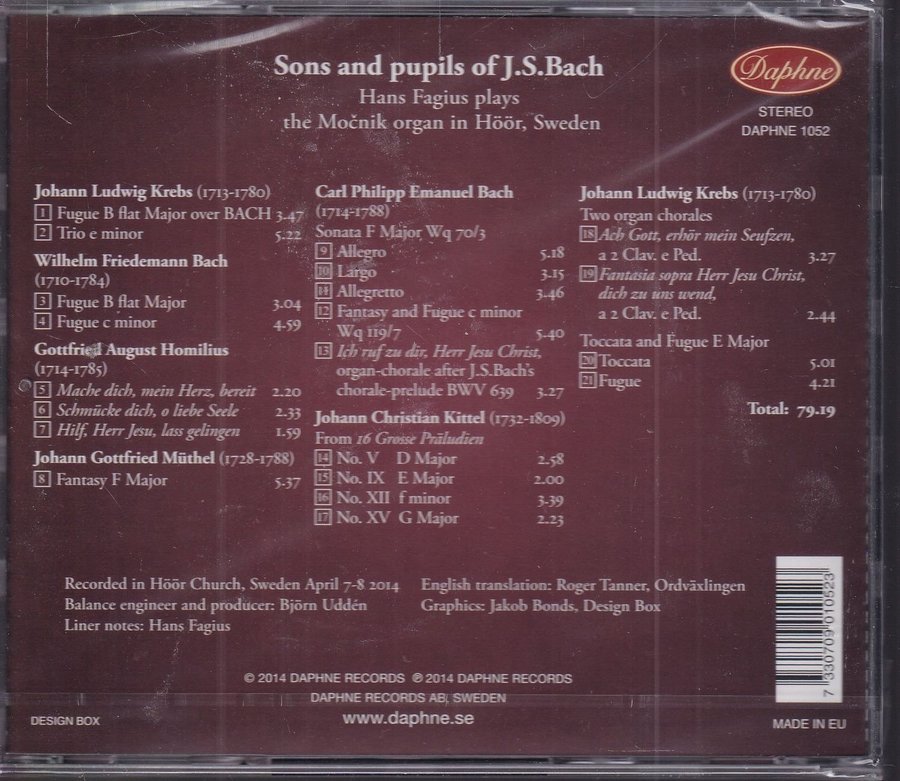 Sons and pupils of J.S.Bach
Hans Fagius plays
the Močnik organ in Höör, Sweden
Daphne
STEREO
DAPHNE 1052
Johann Ludwig Krebs (1713-1780)
1 Fugue B flat Major over BACH 3.47
2 Trio e minor 5.22
Wilhelm Friedemann Bach
(1710-1784)
3 Fugue B flat Major 3.04
4 Fugue c minor 4.59
Gottfried August Homilius
(1714-1785)
5 Mache dich, mein Herz, bereit 2.20
6 Schmücke dich, o liebe Seele 2.33
7 Hilf, Herr Jesu, lass gelingen 1.59
Johann Gottfried Müthel (1728-1788)
8 Fantasy F Major 5.37
Carl Philipp Emanuel Bach
(1714-1788)
Sonata F Major Wq 70/3
9 Allegro 5.18
10 Largo 3.15
11 Allegretto 3.46
12 Fantasy and Fugue c minor
Wq 119/7 5.40
13 Ich ruf zu dir, Herr Jesu Christ,
organ-chorale after J.S.Bach's
chorale-prelude BWV 639 3.27
Johann Christian Kittel (1732-1809)
From 16 Grosse Präludien
14 No. V D Major 2.58
15 No. IX E Major 2.00
16 No. XII f minor 3.39
17 No. XV G Major 2.23
Johann Ludwig Krebs (1713-1780)
Two organ chorales
18 Ach Gott, erhör mein Seufzen,
a 2 Clav. e Ped. 3.27
19 Fantasia sopra Herr Jesu Christ,
dich zu uns wend,
a 2 Clav. e Ped. 2.44
Toccata and Fugue E Major
20 Toccata 5.01
21 Fugue 4.21
Total: 79.19
Recorded in Höör Church, Sweden April 7-8 2014
Balance engineer and producer: Björn Uddén
Liner notes: Hans Fagius
English translation: Roger Tanner, Ordväxlingen
Graphics: Jakob Bonds, Design Box
7 330709 010523
© 2014 DAPHNE RECORDS ℗ 2014 DAPHNE RECORDS
DAPHNE RECORDS AB, SWEDEN
www.daphne.se
DESIGN BOX
MADE IN EU